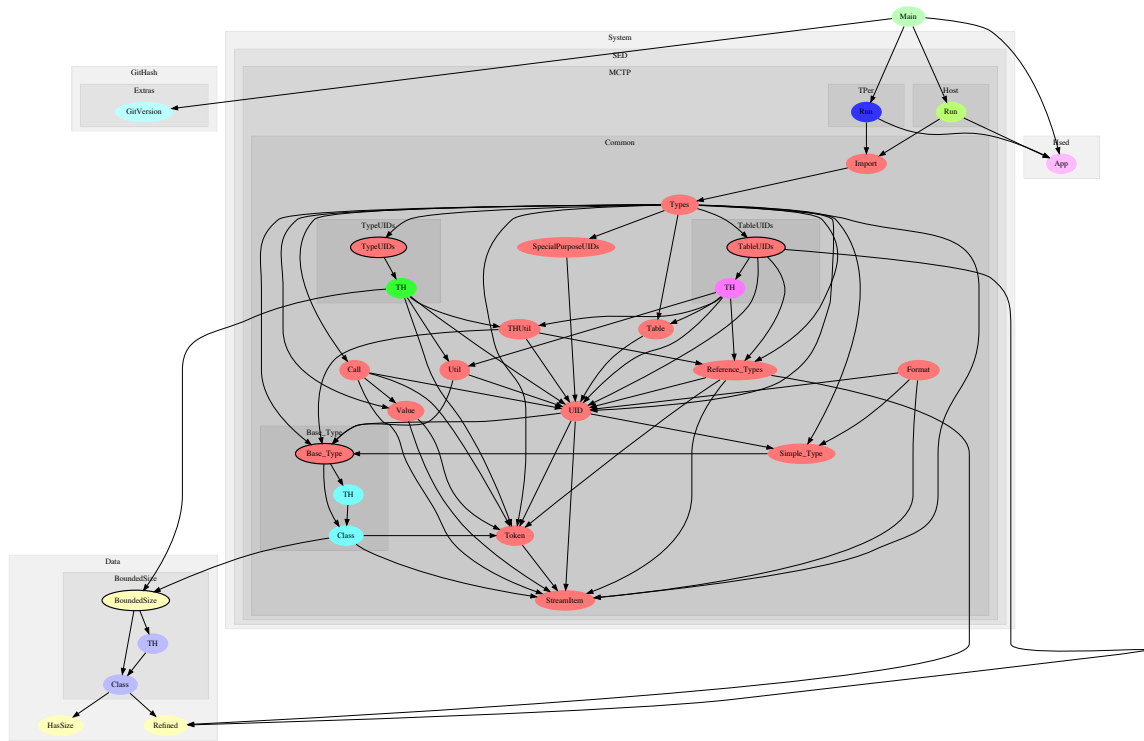 Main
System
SED
GitHash
MCTP
Extras
TPer
Host
GitVersion
Run
Run
Common
Hsed
Import
App
Types
TypeUIDs
TableUIDs
TypeUIDs
SpecialPurposeUIDs
TableUIDs
TH
TH
THUtil
Table
Call
Util
Reference_Types
Format
Value
UID
Base_Type
Base_Type
Simple_Type
TH
Class
Token
Data
BoundedSize
BoundedSize
StreamItem
TH
Class
HasSize
Refined